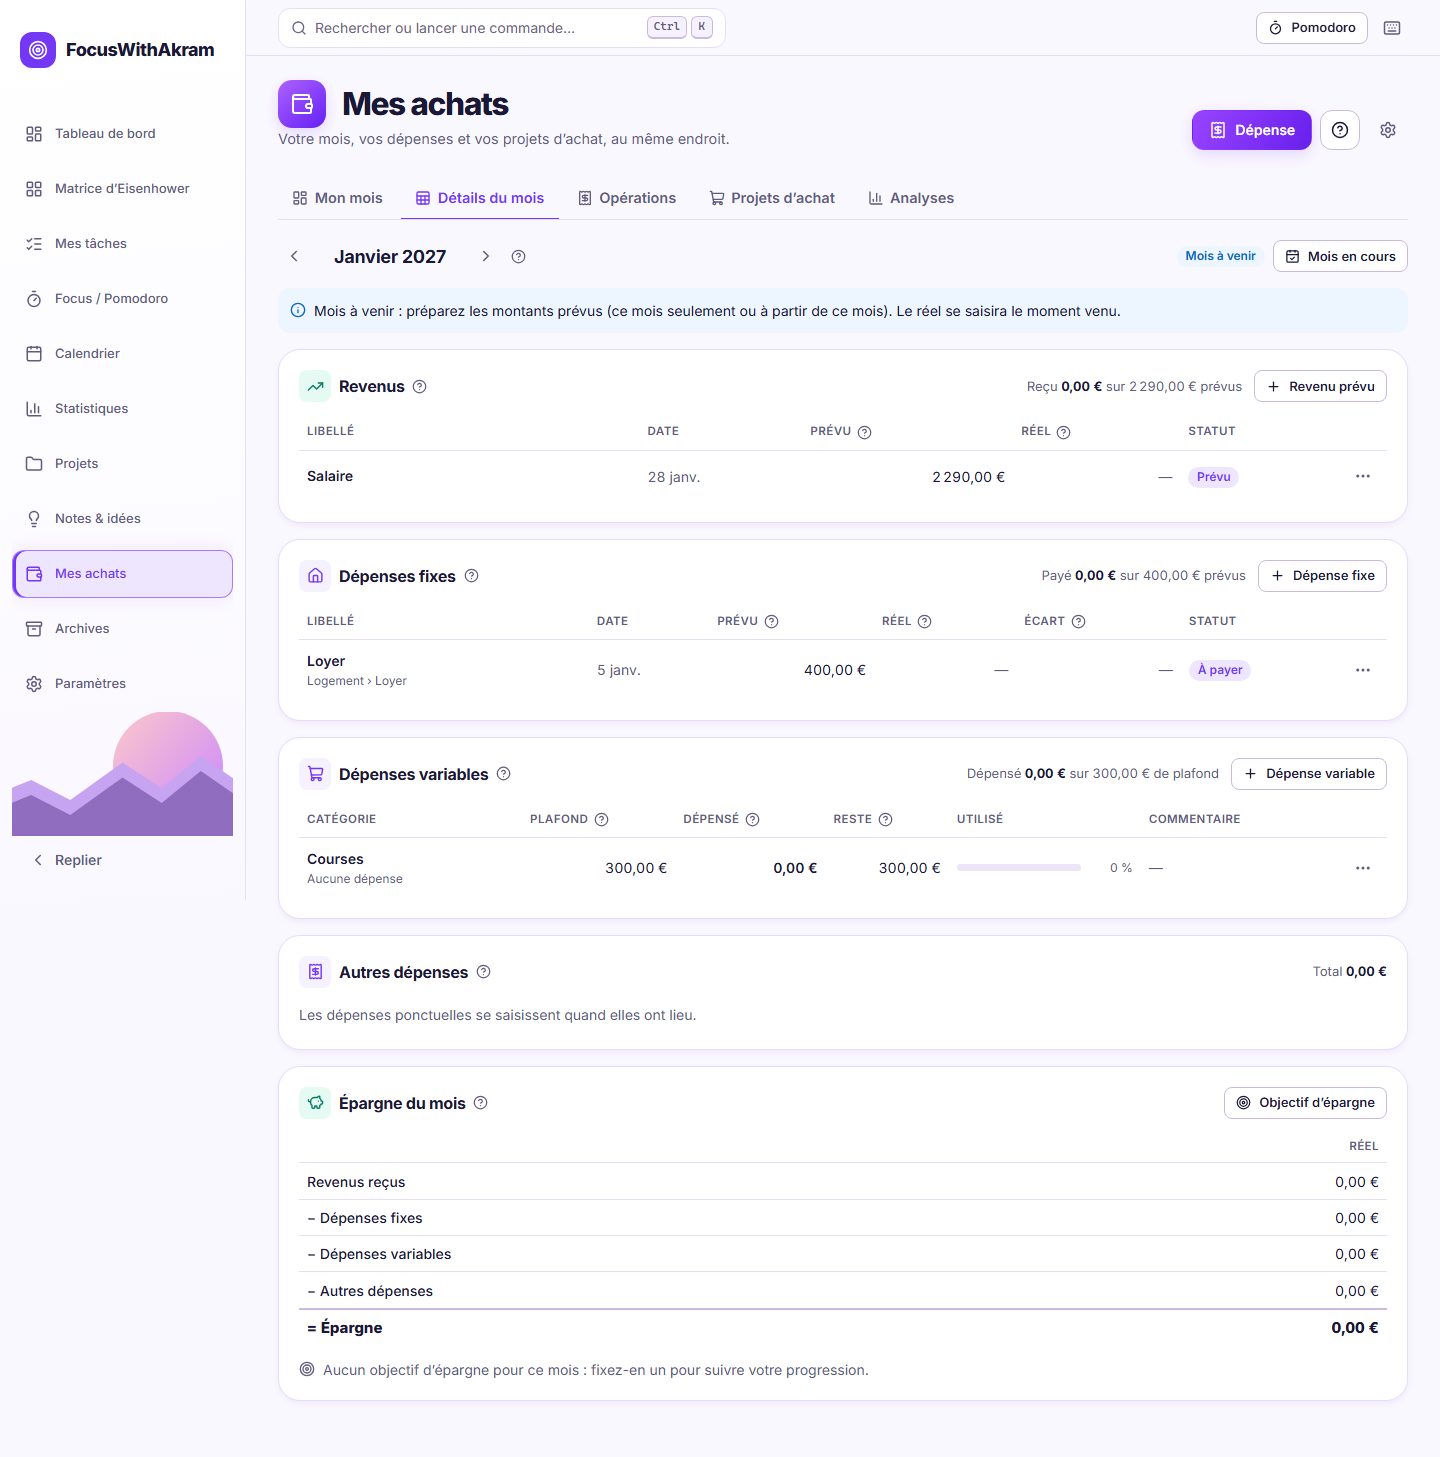 FocusWithAkram
Rechercher ou lancer une commande...
Ctrl K
Pomodoro
Tableau de bord
Matrice d’Eisenhower
Mes tâches
Focus / Pomodoro
Calendrier
Statistiques
Projets
Notes & idées
Mes achats
Archives
Paramètres
Replier
Mes achats
Votre mois, vos dépenses et vos projets d’achat, au même endroit.
Dépense
Mon mois Détails du mois Opérations Projets d’achat Analyses
Janvier 2027
Mois à venir Mois en cours
Mois à venir : préparez les montants prévus (ce mois seulement ou à partir de ce mois). Le réel se saisira le moment venu.
Revenus Reçu 0,00 € sur 2 290,00 € prévus + Revenu prévu
LIBELLÉ DATE PRÉVU RÉEL STATUT
Salaire 28 janv. 2 290,00 € — Prévu
Dépenses fixes Payé 0,00 € sur 400,00 € prévus + Dépense fixe
LIBELLÉ DATE PRÉVU RÉEL ÉCART STATUT
Loyer 5 janv. 400,00 € — — À payer
Logement › Loyer
Dépenses variables Dépensé 0,00 € sur 300,00 € de plafond + Dépense variable
CATÉGORIE PLAFOND DÉPENSÉ RESTE UTILISÉ COMMENTAIRE
Courses 300,00 € 0,00 € 300,00 € 0 % —
Aucune dépense
Autres dépenses Total 0,00 €
Les dépenses ponctuelles se saisissent quand elles ont lieu.
Épargne du mois Objectif d’épargne
RÉEL
Revenus reçus 0,00 €
− Dépenses fixes 0,00 €
− Dépenses variables 0,00 €
− Autres dépenses 0,00 €
= Épargne 0,00 €
Aucun objectif d’épargne pour ce mois : fixez-en un pour suivre votre progression.